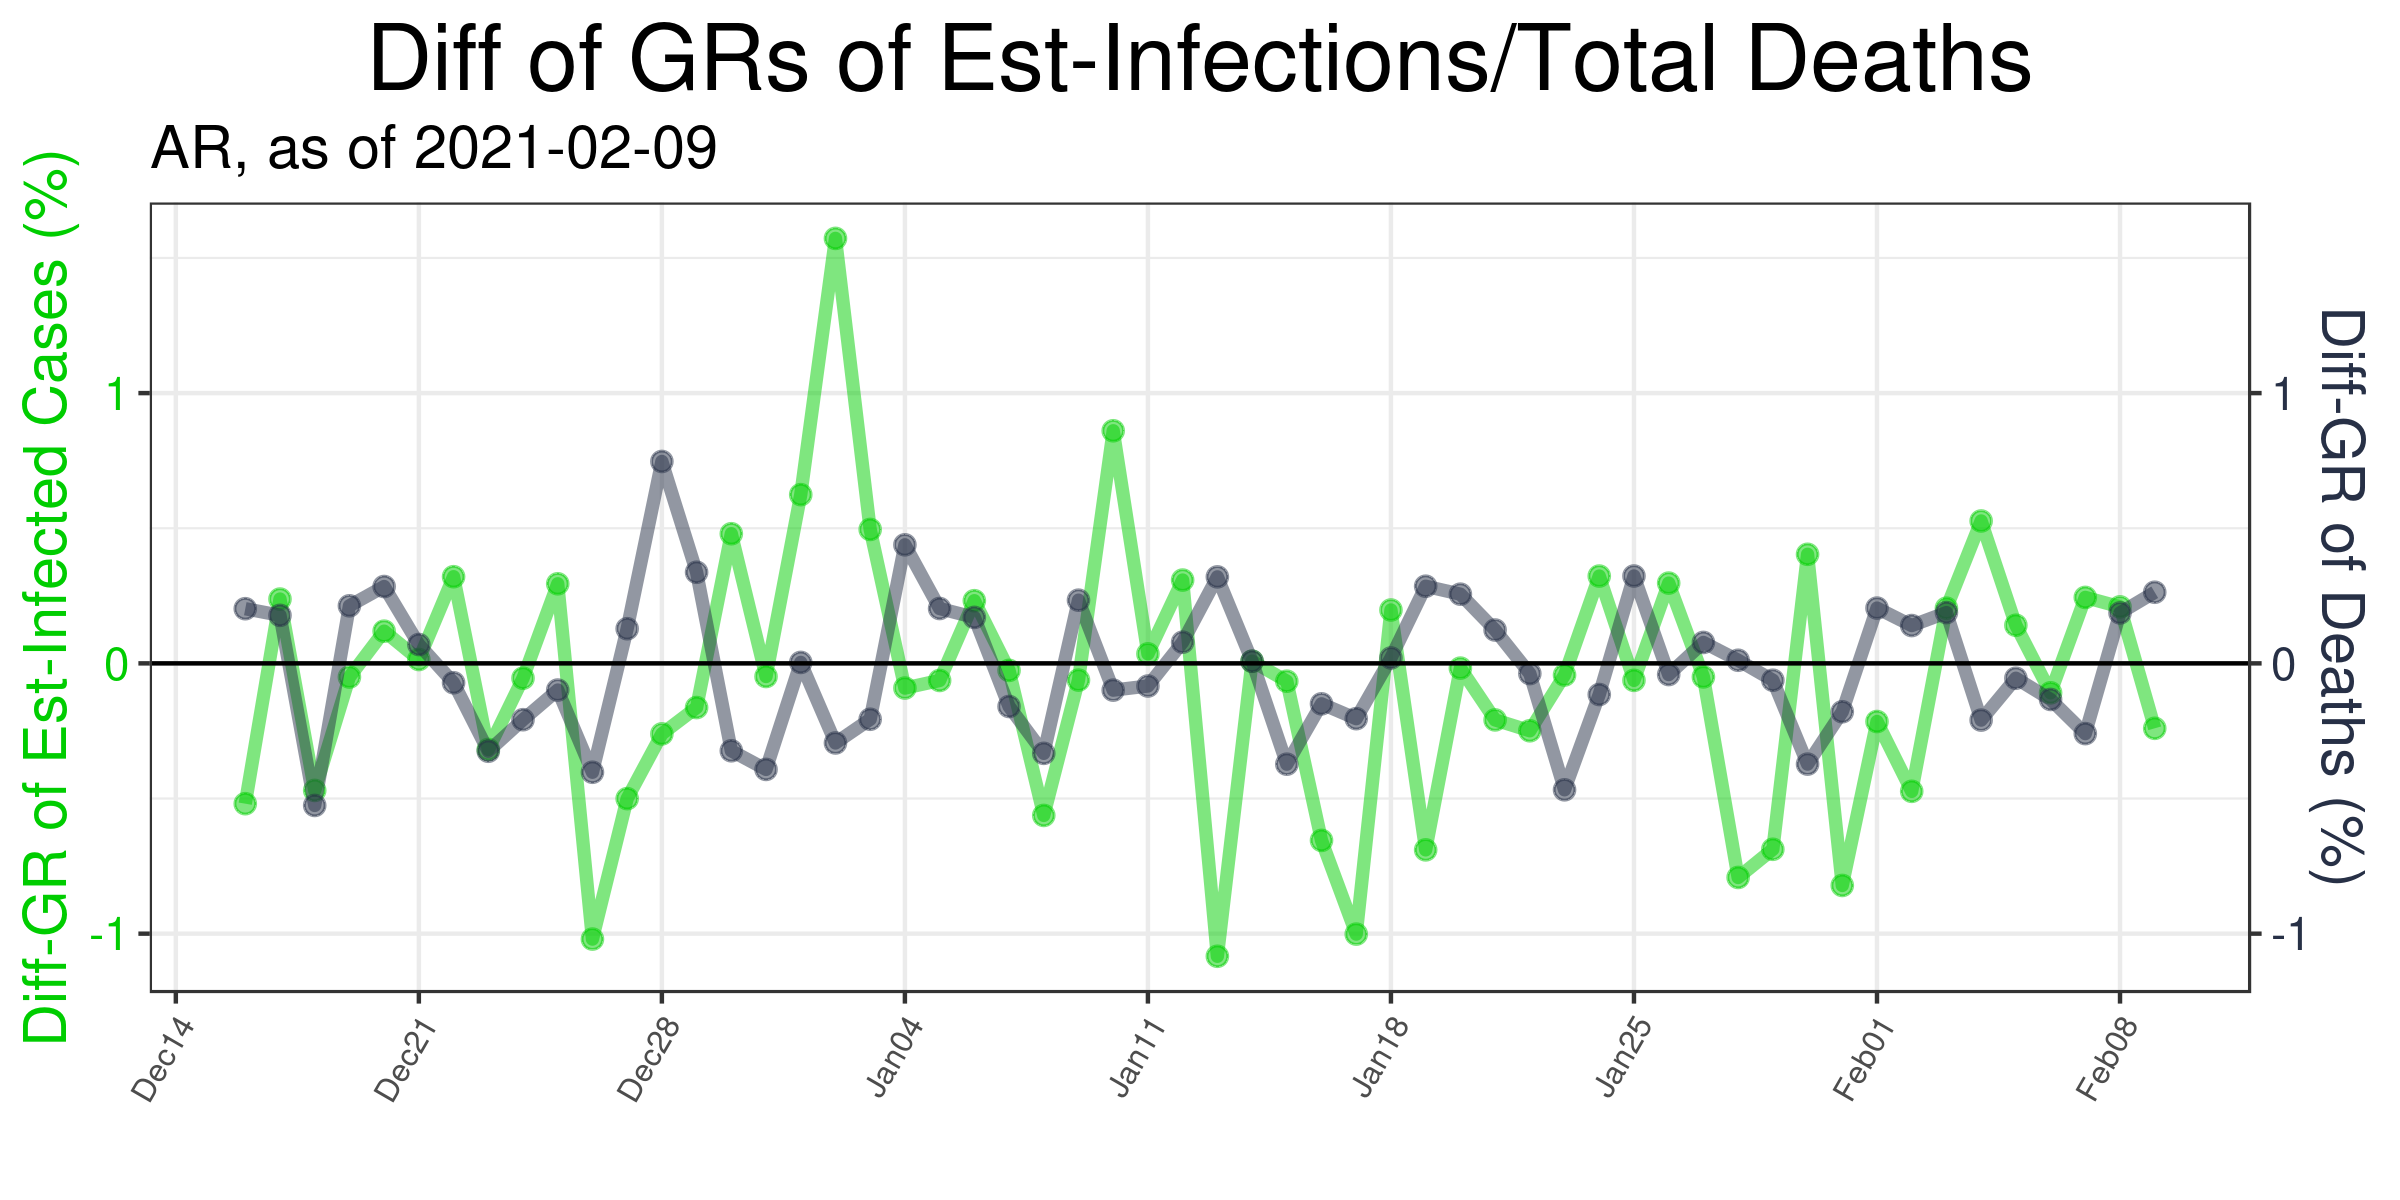 Diff of GRs of Est-Infections/Total Deaths
AR, as of 2021-02-09
Diff-GR of Est-Infected Cases (%)
1
0
-1
1
0
-1
Diff-GR of Deaths (%)
Dec14
Dec21
Dec28
Jan04
Jan11
Jan18
Jan25
Feb01
Feb08